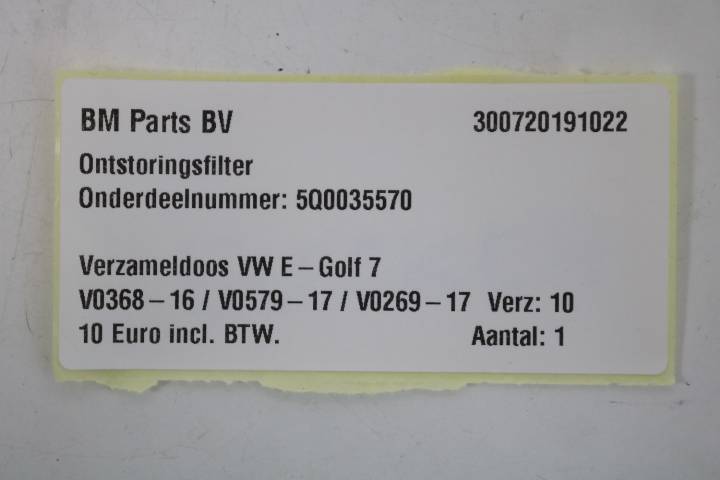 BM Parts BV 300720191022
Ontstoringsfilter
Onderdeelnummer: 5Q0035570
Verzameldoos VW E-Golf 7
V0368-16 / V0579-17 / V0269-17 Verz: 10
10 Euro incl. BTW. Aantal: 1